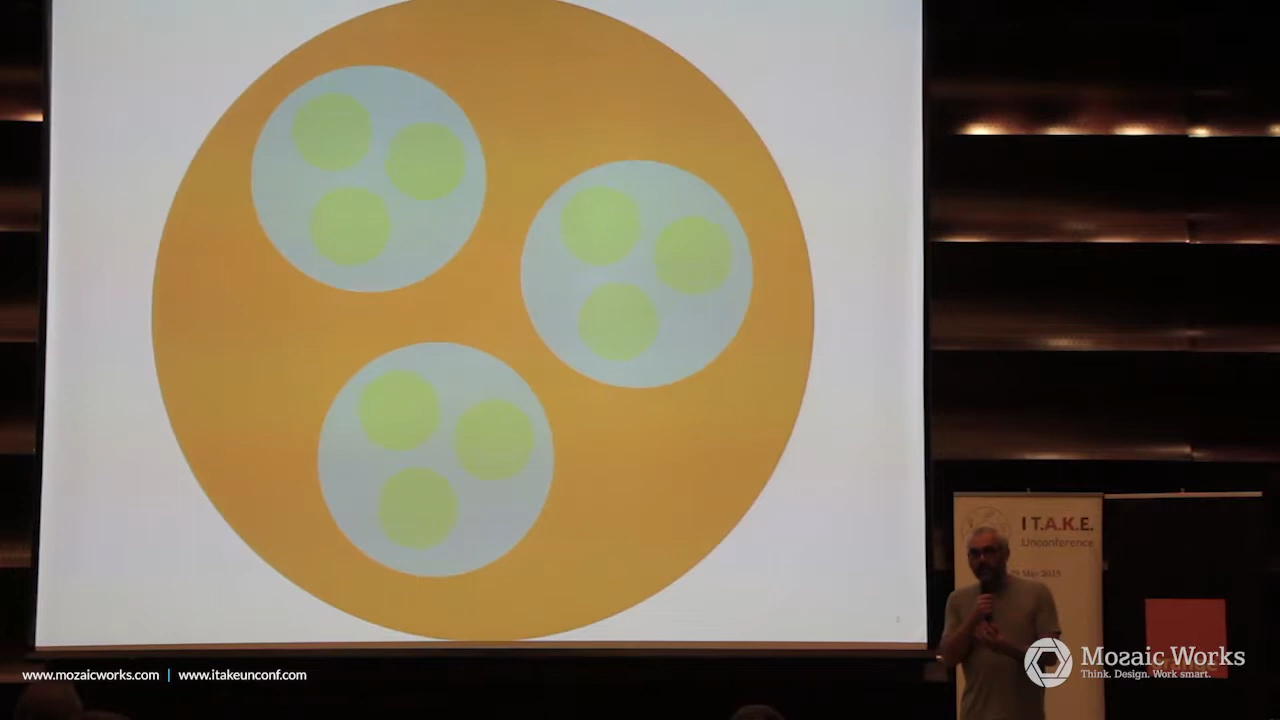 I T.A.K.E.
Unconference
Mozaic Works
Think. Design. Work smart.
www.mozaicworks.com | www.itakeunconf.com